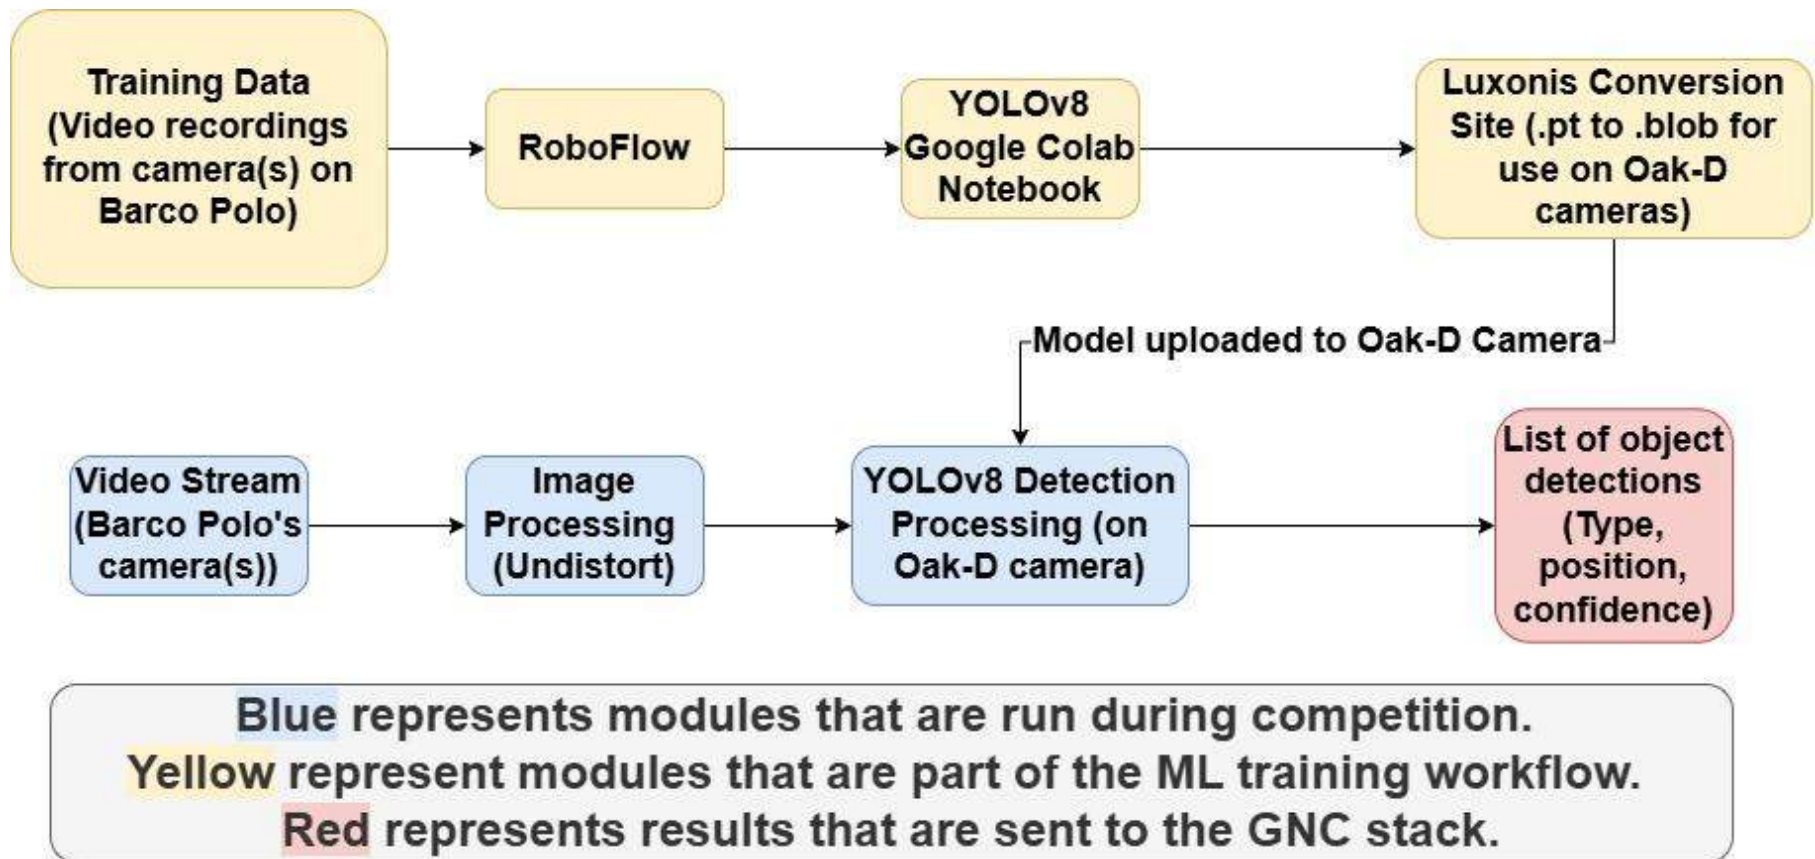 Training Data
(Video recordings
from camera(s) on
Barco Polo)
RoboFlow
YOLOv8
Google Colab
Notebook
Luxonis Conversion
Site (.pt to .blob for
use on Oak-D
cameras)
Model uploaded to Oak-D Camera
Video Stream
(Barco Polo's
camera(s))
Image
Processing
(Undistort)
YOLOv8 Detection
Processing (on
Oak-D camera)
List of object
detections
(Type,
position,
confidence)
Blue represents modules that are run during competition.
Yellow represent modules that are part of the ML training workflow.
Red represents results that are sent to the GNC stack.